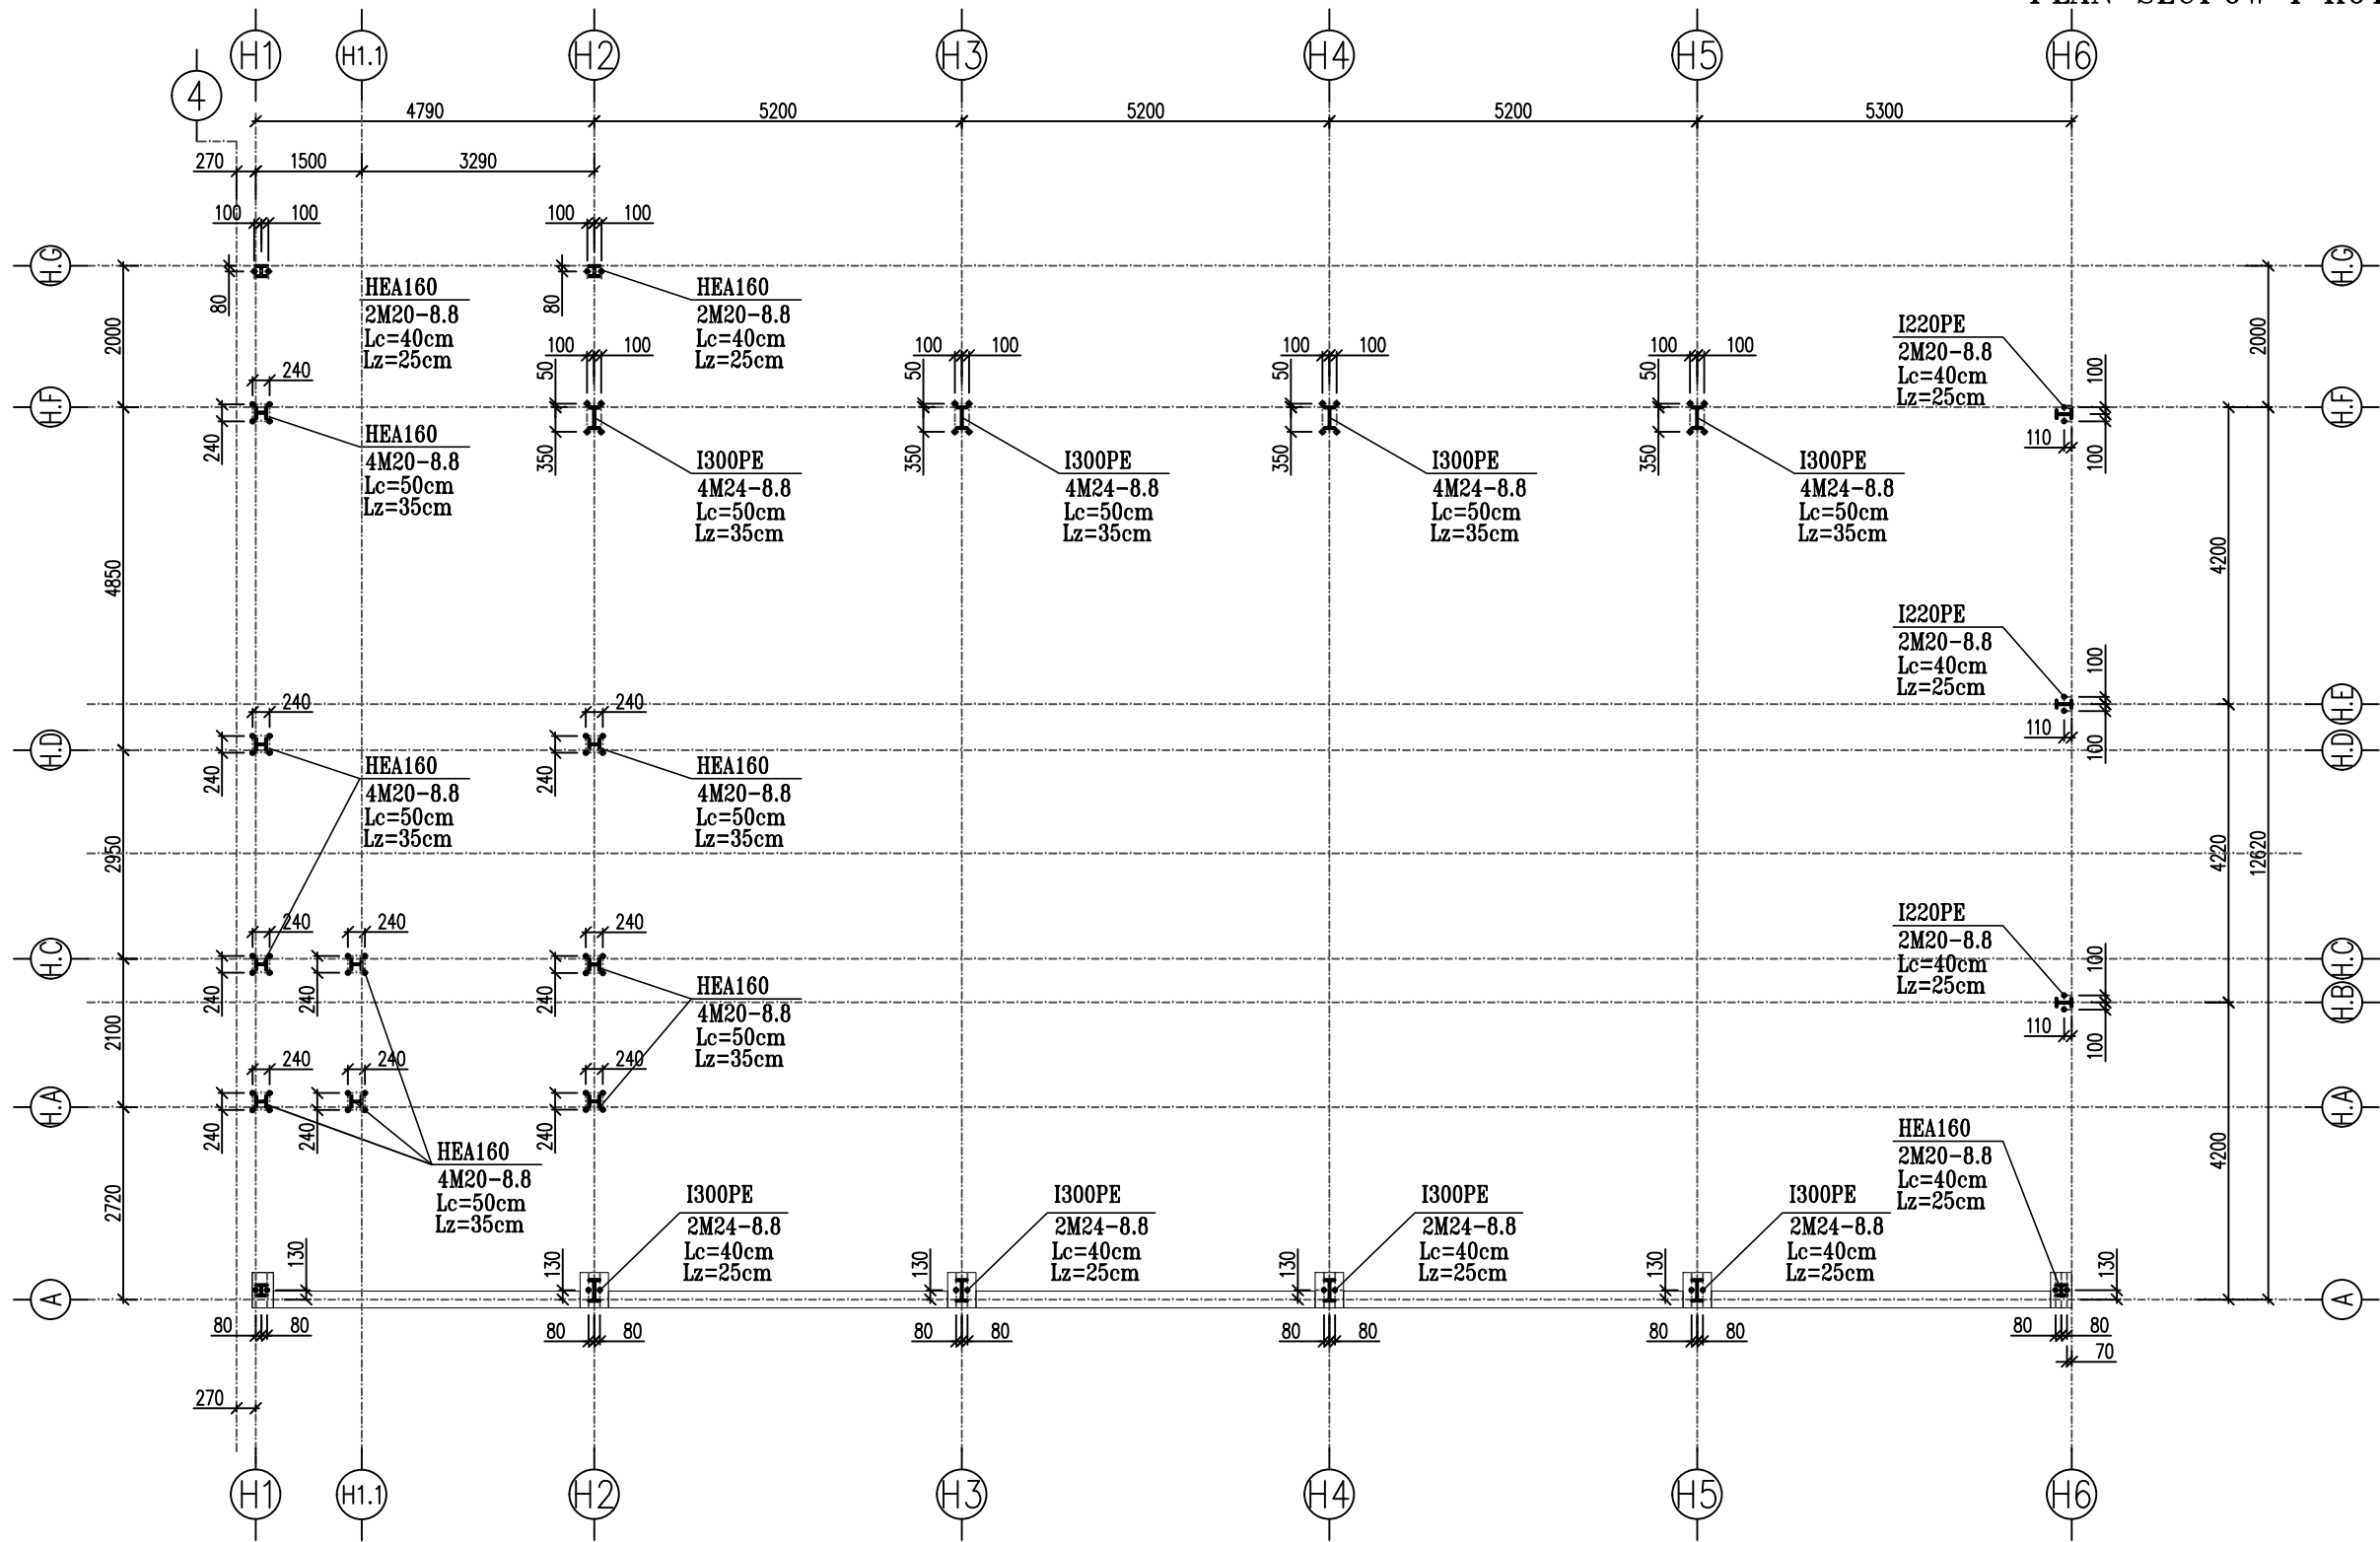 H1 H1.1 H2 H3 H4 H5 H6
4
4790 5200 5200 5200 5300
270 1500 3290
100 100 100 100
H.G H.G
80 80
HEA160
2M20-8.8
Lc=40cm
Lz=25cm
HEA160
2M20-8.8
Lc=40cm
Lz=25cm
2000 2000
100 100 100 100 100 100 100 100
50 50 50 50
I220PE
2M20-8.8
Lc=40cm
Lz=25cm
100
240
H.F H.F
240
350 350 350 350
110
100
HEA160
4M20-8.8
Lc=50cm
Lz=35cm
I300PE
4M24-8.8
Lc=50cm
Lz=35cm
I300PE
4M24-8.8
Lc=50cm
Lz=35cm
I300PE
4M24-8.8
Lc=50cm
Lz=35cm
I300PE
4M24-8.8
Lc=50cm
Lz=35cm
4850 4200
I220PE
2M20-8.8
Lc=40cm
Lz=25cm
100
240 240
H.E
110
100
H.D H.D
240 240
HEA160
4M20-8.8
Lc=50cm
Lz=35cm
HEA160
4M20-8.8
Lc=50cm
Lz=35cm
2950 4220 12620
I220PE
2M20-8.8
Lc=40cm
Lz=25cm
100
240 240 240
H.C H.C
240 240 240
HEA160
4M20-8.8
Lc=50cm
Lz=35cm
H.B
110
100
2100
240 240 240
H.A H.A
240 240 240
HEA160
4M20-8.8
Lc=50cm
Lz=35cm
HEA160
2M20-8.8
Lc=40cm
Lz=25cm
2720 4200
I300PE
2M24-8.8
Lc=40cm
Lz=25cm
I300PE
2M24-8.8
Lc=40cm
Lz=25cm
I300PE
2M24-8.8
Lc=40cm
Lz=25cm
I300PE
2M24-8.8
Lc=40cm
Lz=25cm
130 130 130 130 130 130
A A
80 80 80 80 80 80 80 80 80 80 80 80
70
270
H1 H1.1 H2 H3 H4 H5 H6